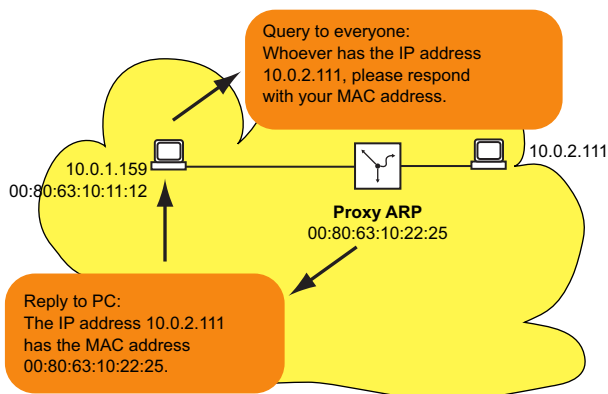 Query to everyone:
Whoever has the IP address
10.0.2.111, please respond
with your MAC address.
10.0.1.159
00:80:63:10:11:12
10.0.2.111
Proxy ARP
00:80:63:10:22:25
Reply to PC:
The IP address 10.0.2.111
has the MAC address
00:80:63:10:22:25.